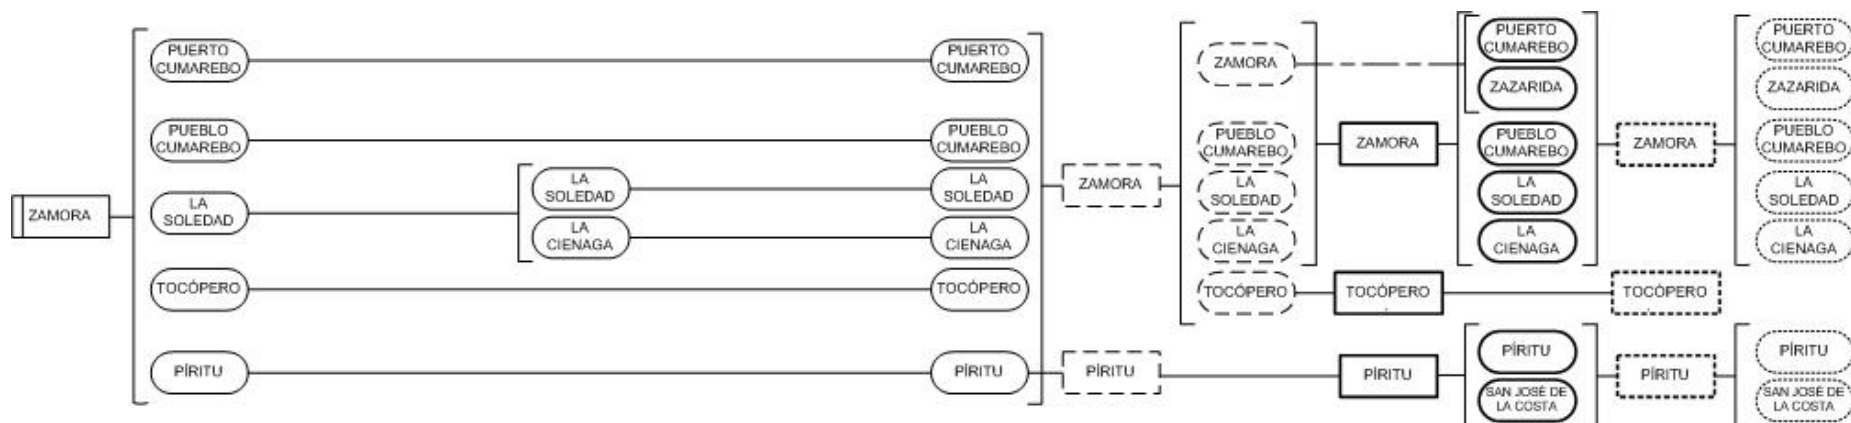 ZAMORA
PUERTO
CUMAREBO
PUEBLO
CUMAREBO
LA
SOLEDAD
TOCÓPERO
PÍRITU
LA
SOLEDAD
LA
CIENAGA
PUERTO
CUMAREBO
PUEBLO
CUMAREBO
LA
SOLEDAD
LA
CIENAGA
TOCÓPERO
PÍRITU
ZAMORA
PÍRITU
ZAMORA
PUEBLO
CUMAREBO
LA
SOLEDAD
LA
CIENAGA
TOCÓPERO
ZAMORA
TOCÓPERO
PÍRITU
PUERTO
CUMAREBO
ZAZARIDA
PUEBLO
CUMAREBO
LA
SOLEDAD
LA
CIENAGA
PÍRITU
SAN JOSÉ DE
LA COSTA
ZAMORA
TOCÓPERO
PÍRITU
PUERTO
CUMAREBO
ZAZARIDA
PUEBLO
CUMAREBO
LA
SOLEDAD
LA
CIENAGA
PÍRITU
SAN JOSÉ DE
LA COSTA